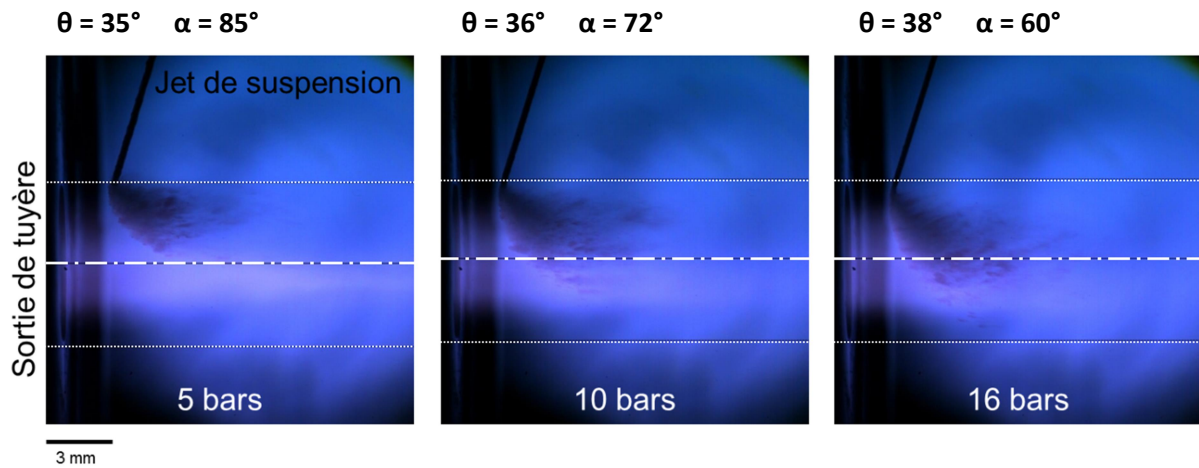 θ = 35° α = 85°
θ = 36° α = 72°
θ = 38° α = 60°
Jet de suspension
Sortie de tuyère
5 bars
10 bars
16 bars
3 mm